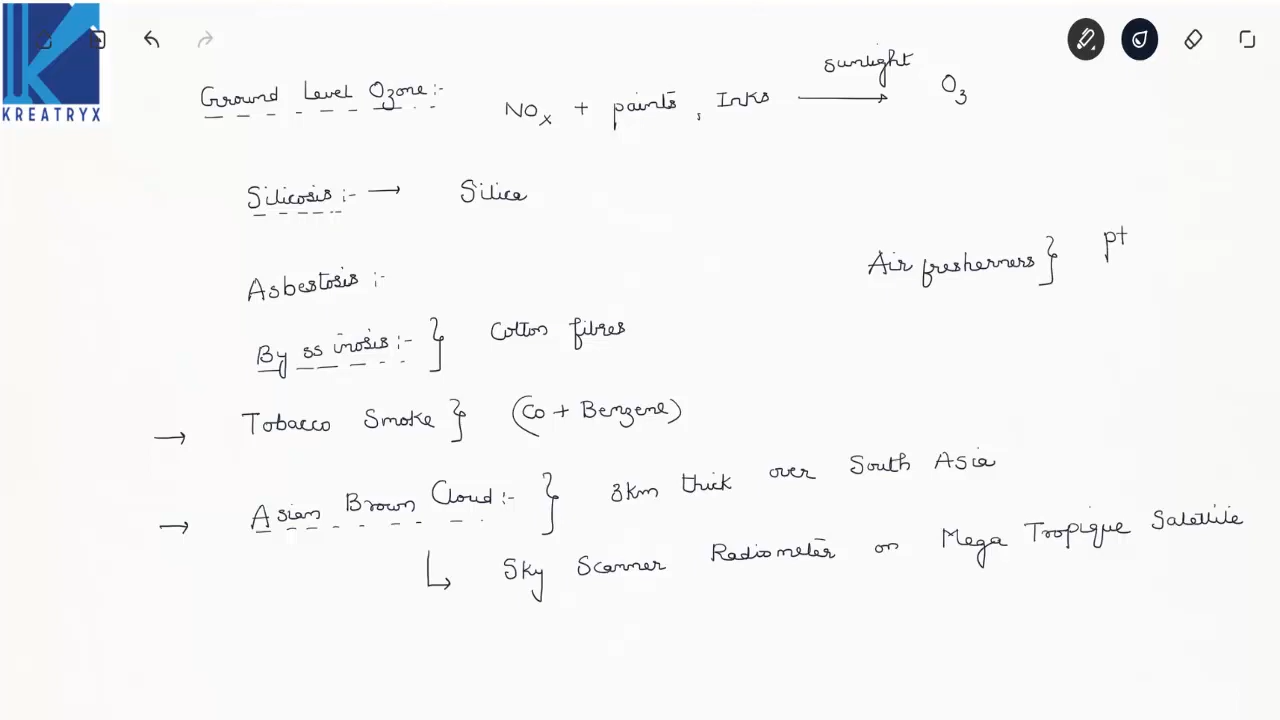 KREATRYX
Ground Level Ozone:- NOx + paints, Inks sunlight O3
Silicosis:- → Silica
Asbestosis:-
Air fresherners} pt
Byssinosis:-} Cotton fibres
→ Tobacco Smoke} (Co + Benzene)
→ Asian Brown Cloud:-} 3km thick over South Asia
Sky Scanner Radiometer on Mega Tropique Satellite